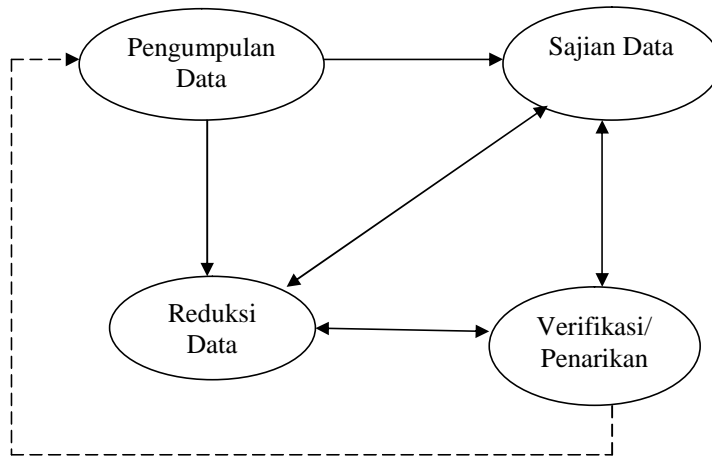 Pengumpulan
Data
Sajian Data
Reduksi
Data
Verifikasi/
Penarikan